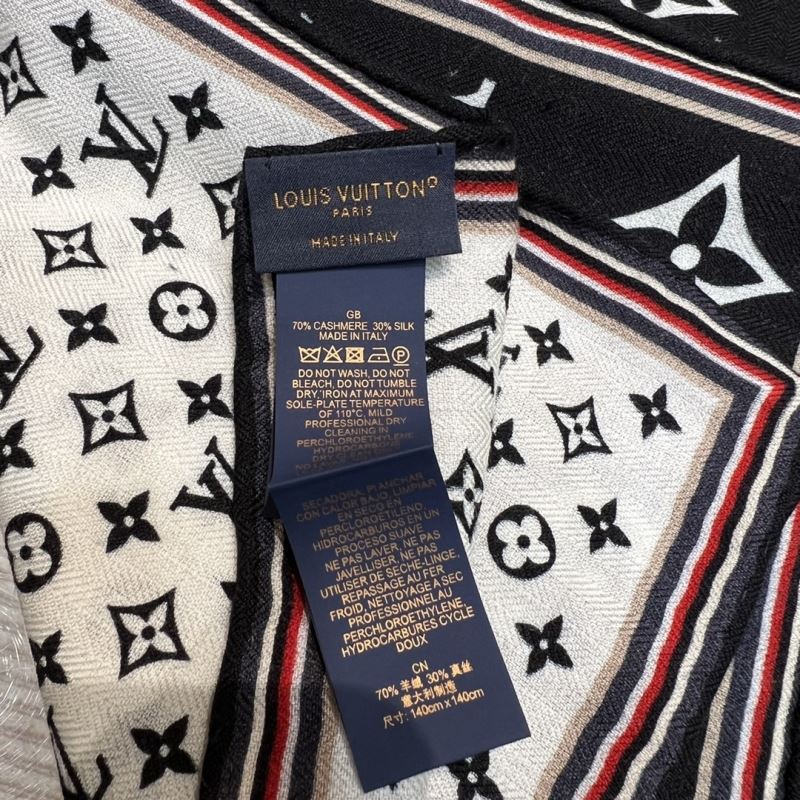 LOUIS VUITTON®
PARIS
MADE IN ITALY
GB
70% CASHMERE 30% SILK
MADE IN ITALY
DO NOT WASH, DO NOT
BLEACH, DO NOT TUMBLE
DRY, IRON AT MAXIMUM
SOLE-PLATE TEMPERATURE
OF 110°C, MILD
PROFESSIONAL DRY
CLEANING IN
PERCHLOROETHYLENE
HYDROCARBONS
DRY CLEAN
SECADORA, PLANCHAR
CON CALOR BAJO, LIMPIAR
EN SECO EN
PERCLOROETILENO,
HIDROCARBUROS EN UN
PROCESO SUAVE
NE PAS LAVER, NE PAS
JAVELLISER, NE PAS
UTILISER DE SECHE-LINGE,
REPASSAGE AU FER
FROID, NETTOYAGE A SEC
PROFESSIONNEL AU
PERCHLOROETHYLENE,
HYDROCARBURES CYCLE
DOUX
CN
70% 羊绒 30% 真丝
意大利制造
尺寸: 140cm x 140cm